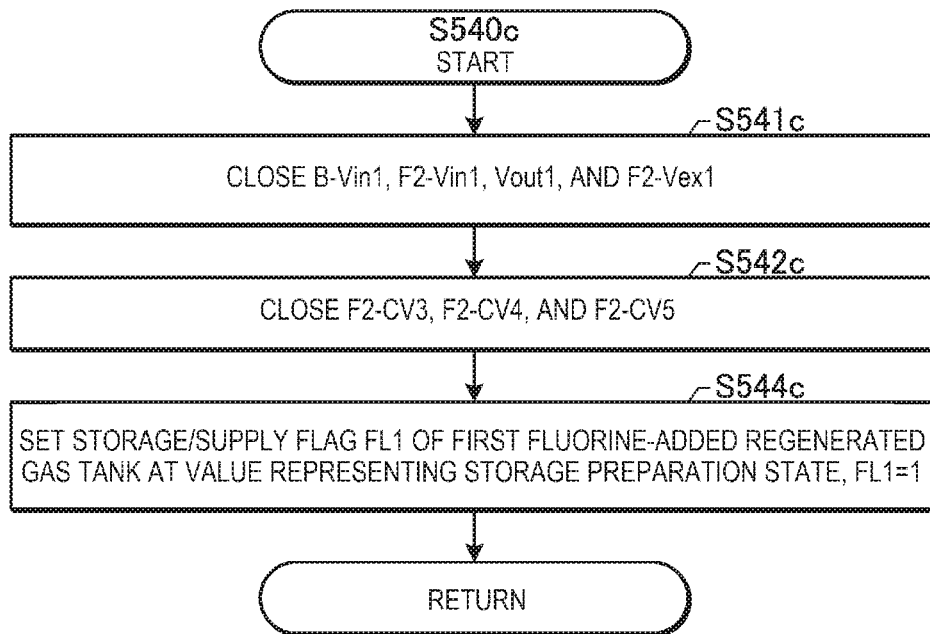 S540c
START
S541c
CLOSE B-Vin1, F2-Vin1, Vout1, AND F2-Vex1
S542c
CLOSE F2-CV3, F2-CV4, AND F2-CV5
S544c
SET STORAGE/SUPPLY FLAG FL1 OF FIRST FLUORINE-ADDED REGENERATED
GAS TANK AT VALUE REPRESENTING STORAGE PREPARATION STATE, FL1=1
RETURN